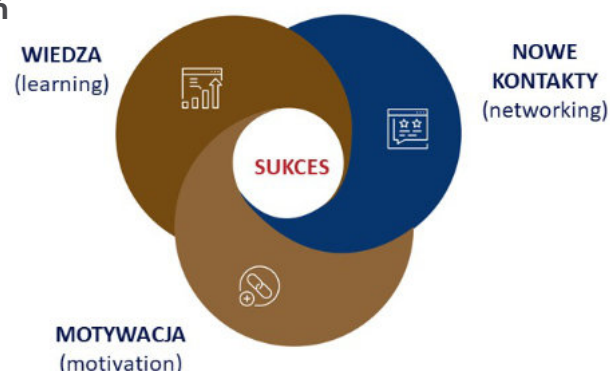 WIEDZA
(learning)
NOWE
KONTAKTY
(networking)
SUKCES
MOTYWACJA
(motivation)